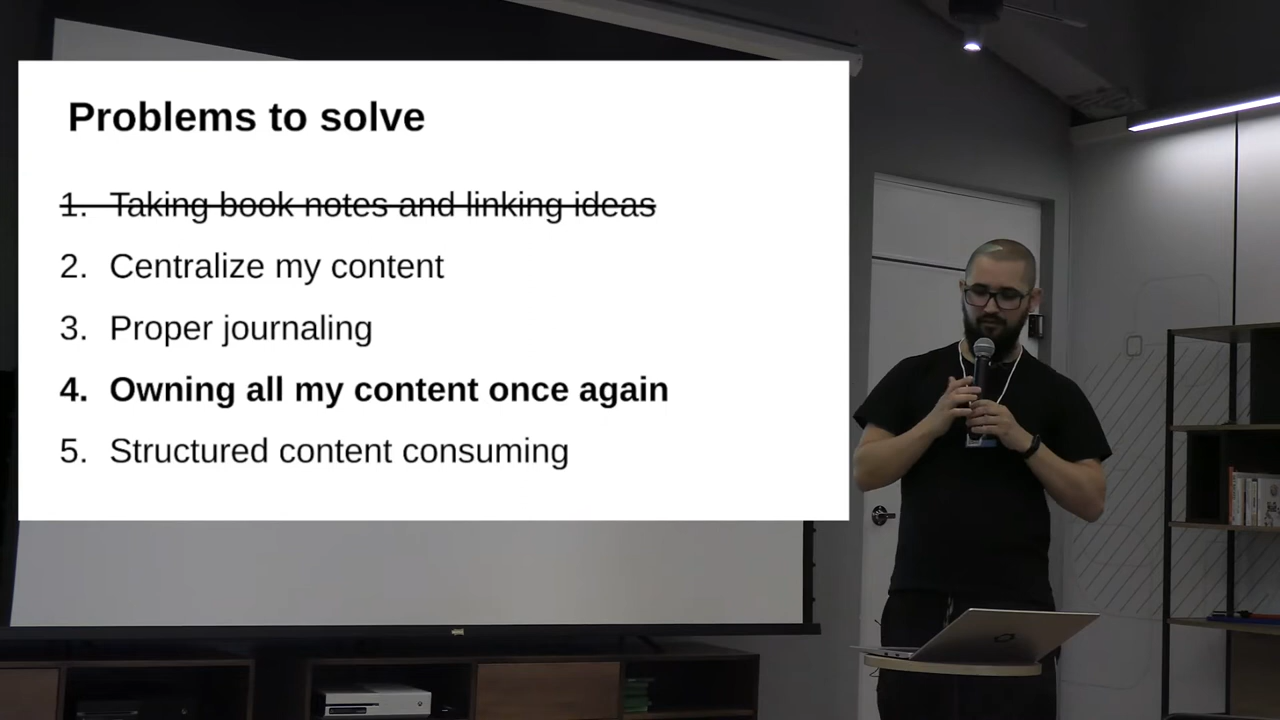 Problems to solve
1. Taking book notes and linking ideas
2. Centralize my content
3. Proper journaling
4. Owning all my content once again
5. Structured content consuming